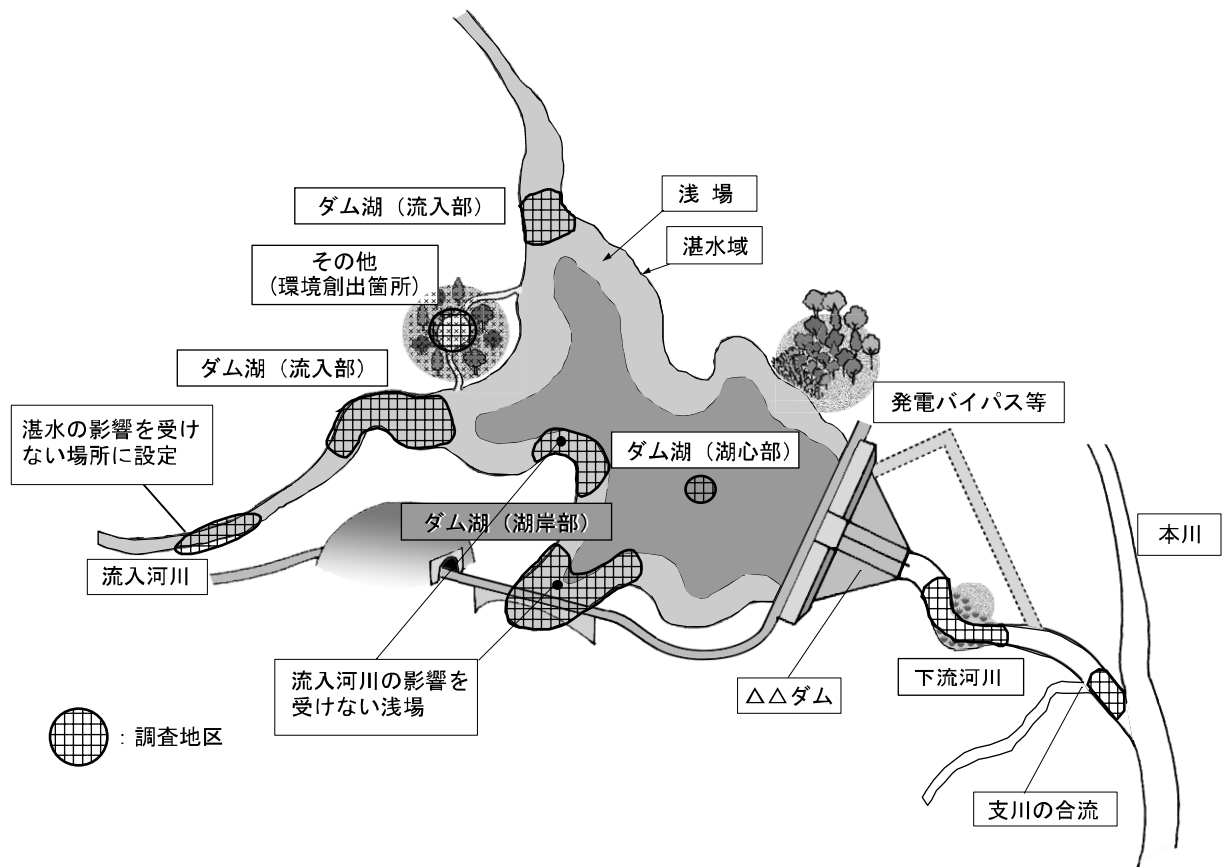 浅 場
ダム湖（流入部）
湛水域
その他
（環境創出箇所）
ダム湖（流入部）
発電バイパス等
湛水の影響を受け
ない場所に設定
ダム湖（湖心部）
ダム湖（湖岸部）
本川
流入河川
下流河川
流入河川の影響を
受けない浅場
△△ダム
：調査地区
支川の合流